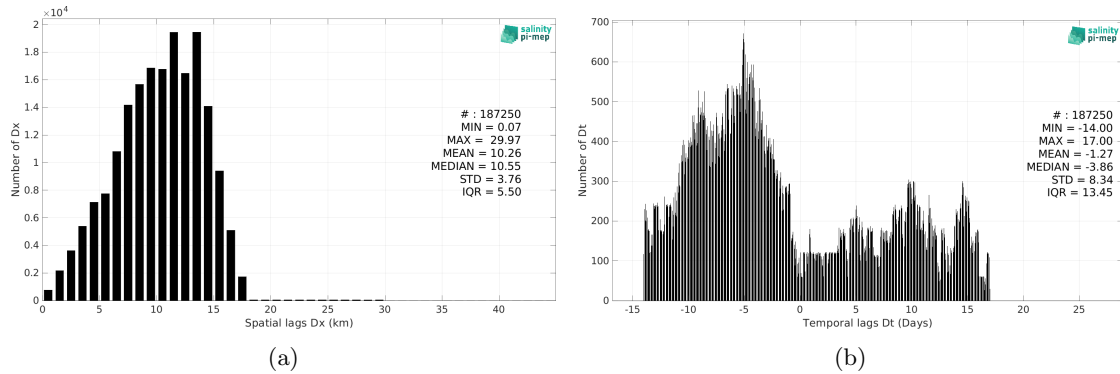 ×10⁴
2
1.8
1.6
1.4
1.2
1
0.8
0.6
0.4
0.2
0
Number of Dx
0 5 10 15 20 25 30 35 40
Spatial lags Dx (km)
salinity
pi-mep
# : 187250
MIN = 0.07
MAX = 29.97
MEAN = 10.26
MEDIAN = 10.55
STD = 3.76
IQR = 5.50
(a)
700
600
500
400
300
200
100
0
Number of Dt
-15 -10 -5 0 5 10 15 20 25
Temporal lags Dt (Days)
salinity
pi-mep
# : 187250
MIN = -14.00
MAX = 17.00
MEAN = -1.27
MEDIAN = -3.86
STD = 8.34
IQR = 13.45
(b)